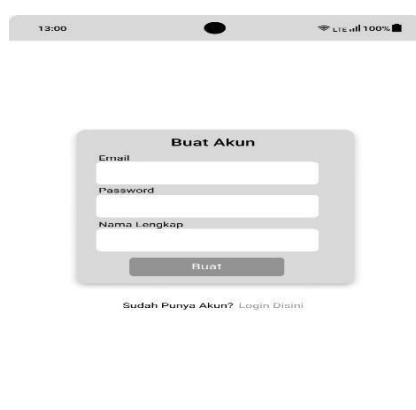 13:00 LTE 100%
Buat Akun
Email
Password
Nama Lengkap
Buat
Sudah Punya Akun? Login Disini